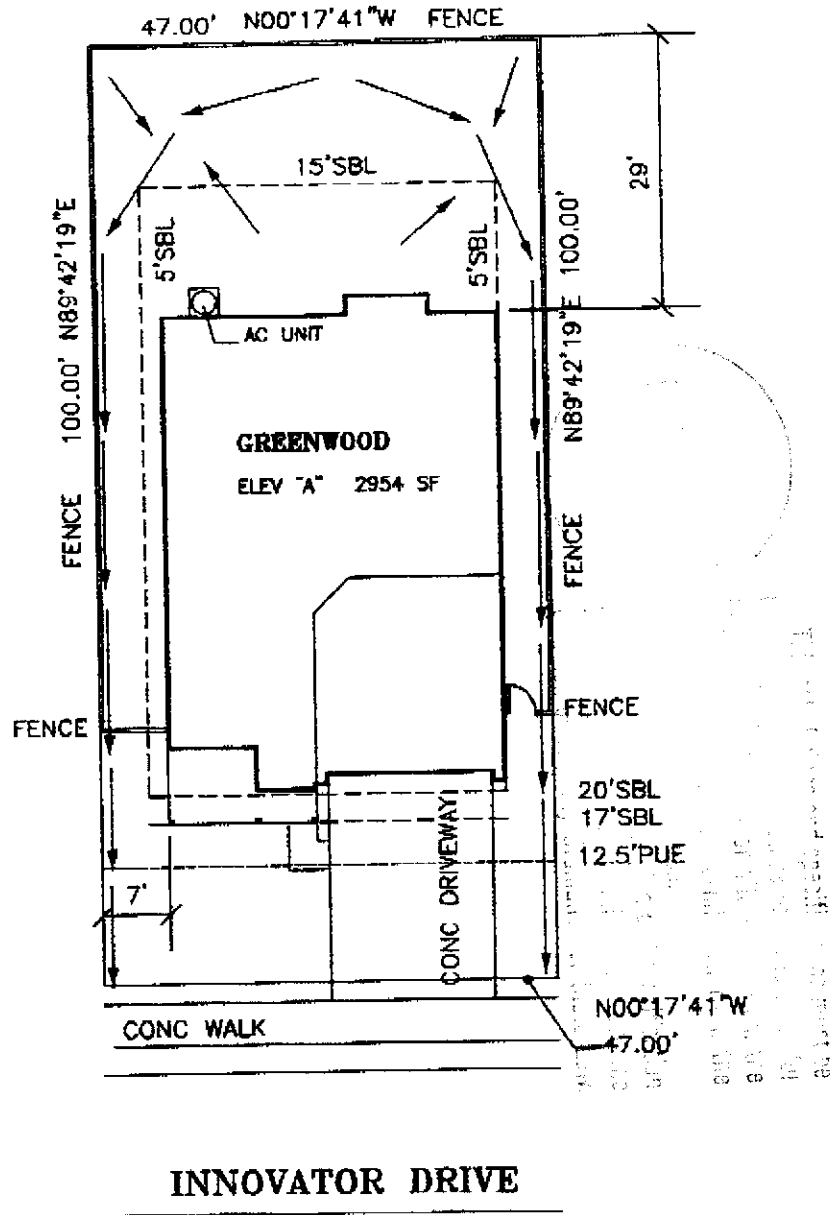 47.00' N00°17'41"W FENCE
15'SBL
29'
FENCE 100.00' N89°42'19"E
5'SBL
5'SBL
N89°42'19"E 100.00'
FENCE
AC UNIT
GREENWOOD
ELEV "A" 2954 SF
FENCE
FENCE
20'SBL
17'SBL
12.5'PUE
7'
CONC DRIVEWAY
N00°17'41"W
47.00'
CONC WALK
INNOVATOR DRIVE